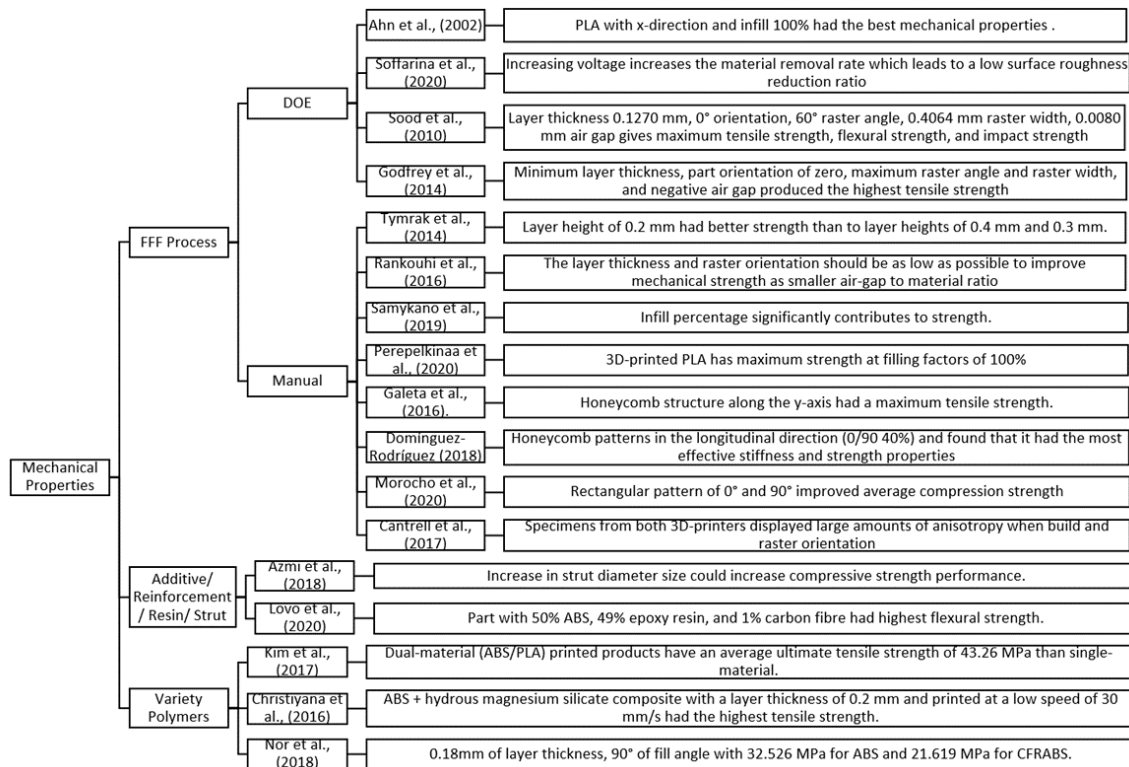 Mechanical
Properties
FFF Process
DOE
Ahn et al., (2002)
PLA with x-direction and infill 100% had the best mechanical properties .
Soffarina et al.,
(2020)
Increasing voltage increases the material removal rate which leads to a low surface roughness
reduction ratio
Sood et al.,
(2010)
Layer thickness 0.1270 mm, 0° orientation, 60° raster angle, 0.4064 mm raster width, 0.0080
mm air gap gives maximum tensile strength, flexural strength, and impact strength
Godfrey et al.,
(2014)
Minimum layer thickness, part orientation of zero, maximum raster angle and raster width,
and negative air gap produced the highest tensile strength
Manual
Tymrak et al.,
(2014)
Layer height of 0.2 mm had better strength than to layer heights of 0.4 mm and 0.3 mm.
Rankouhi et al.,
(2016)
The layer thickness and raster orientation should be as low as possible to improve
mechanical strength as smaller air-gap to material ratio
Samykano et al.,
(2019)
Infill percentage significantly contributes to strength.
Perepelkinaa et
al., (2020)
3D-printed PLA has maximum strength at filling factors of 100%
Galeta et al.,
(2016).
Honeycomb structure along the y-axis had a maximum tensile strength.
Domínguez-
Rodríguez (2018)
Honeycomb patterns in the longitudinal direction (0/90 40%) and found that it had the most
effective stiffness and strength properties
Morocho et al.,
(2020)
Rectangular pattern of 0° and 90° improved average compression strength
Cantrell et al.,
(2017)
Specimens from both 3D-printers displayed large amounts of anisotropy when build and
raster orientation
Additive/
Reinforcement
/ Resin/ Strut
Azmi et al.,
(2018)
Increase in strut diameter size could increase compressive strength performance.
Lovo et al.,
(2020)
Part with 50% ABS, 49% epoxy resin, and 1% carbon fibre had highest flexural strength.
Variety
Polymers
Kim et al.,
(2017)
Dual-material (ABS/PLA) printed products have an average ultimate tensile strength of 43.26 MPa than single-
material.
Christiyana et
al., (2016)
ABS + hydrous magnesium silicate composite with a layer thickness of 0.2 mm and printed at a low speed of 30
mm/s had the highest tensile strength.
Nor et al.,
(2018)
0.18mm of layer thickness, 90° of fill angle with 32.526 MPa for ABS and 21.619 MPa for CFRABS.